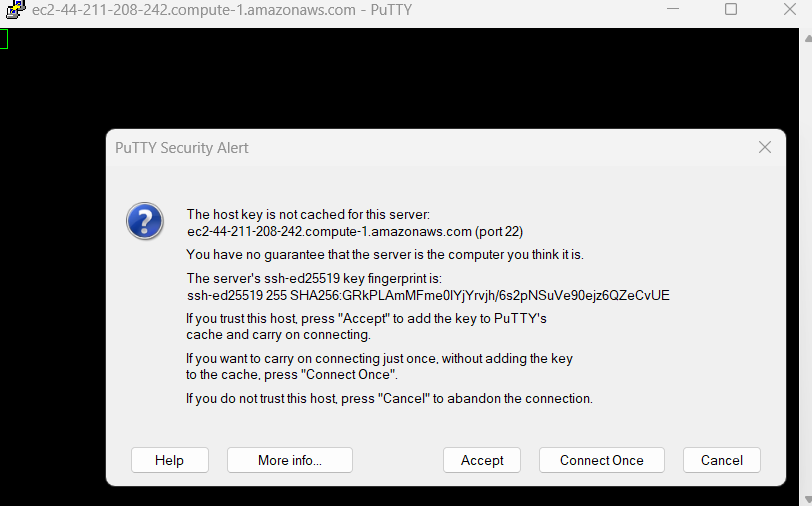 ec2-44-211-208-242.compute-1.amazonaws.com - PuTTY
PuTTY Security Alert
The host key is not cached for this server:
ec2-44-211-208-242.compute-1.amazonaws.com (port 22)
You have no guarantee that the server is the computer you think it is.
The server's ssh-ed25519 key fingerprint is:
ssh-ed25519 255 SHA256:GRkPLAmMFme0lYjYrvjh/6s2pNSuVe90ejz6QZeCvUE
If you trust this host, press "Accept" to add the key to PuTTY's
cache and carry on connecting.
If you want to carry on connecting just once, without adding the key
to the cache, press "Connect Once".
If you do not trust this host, press "Cancel" to abandon the connection.
Help More info... Accept Connect Once Cancel